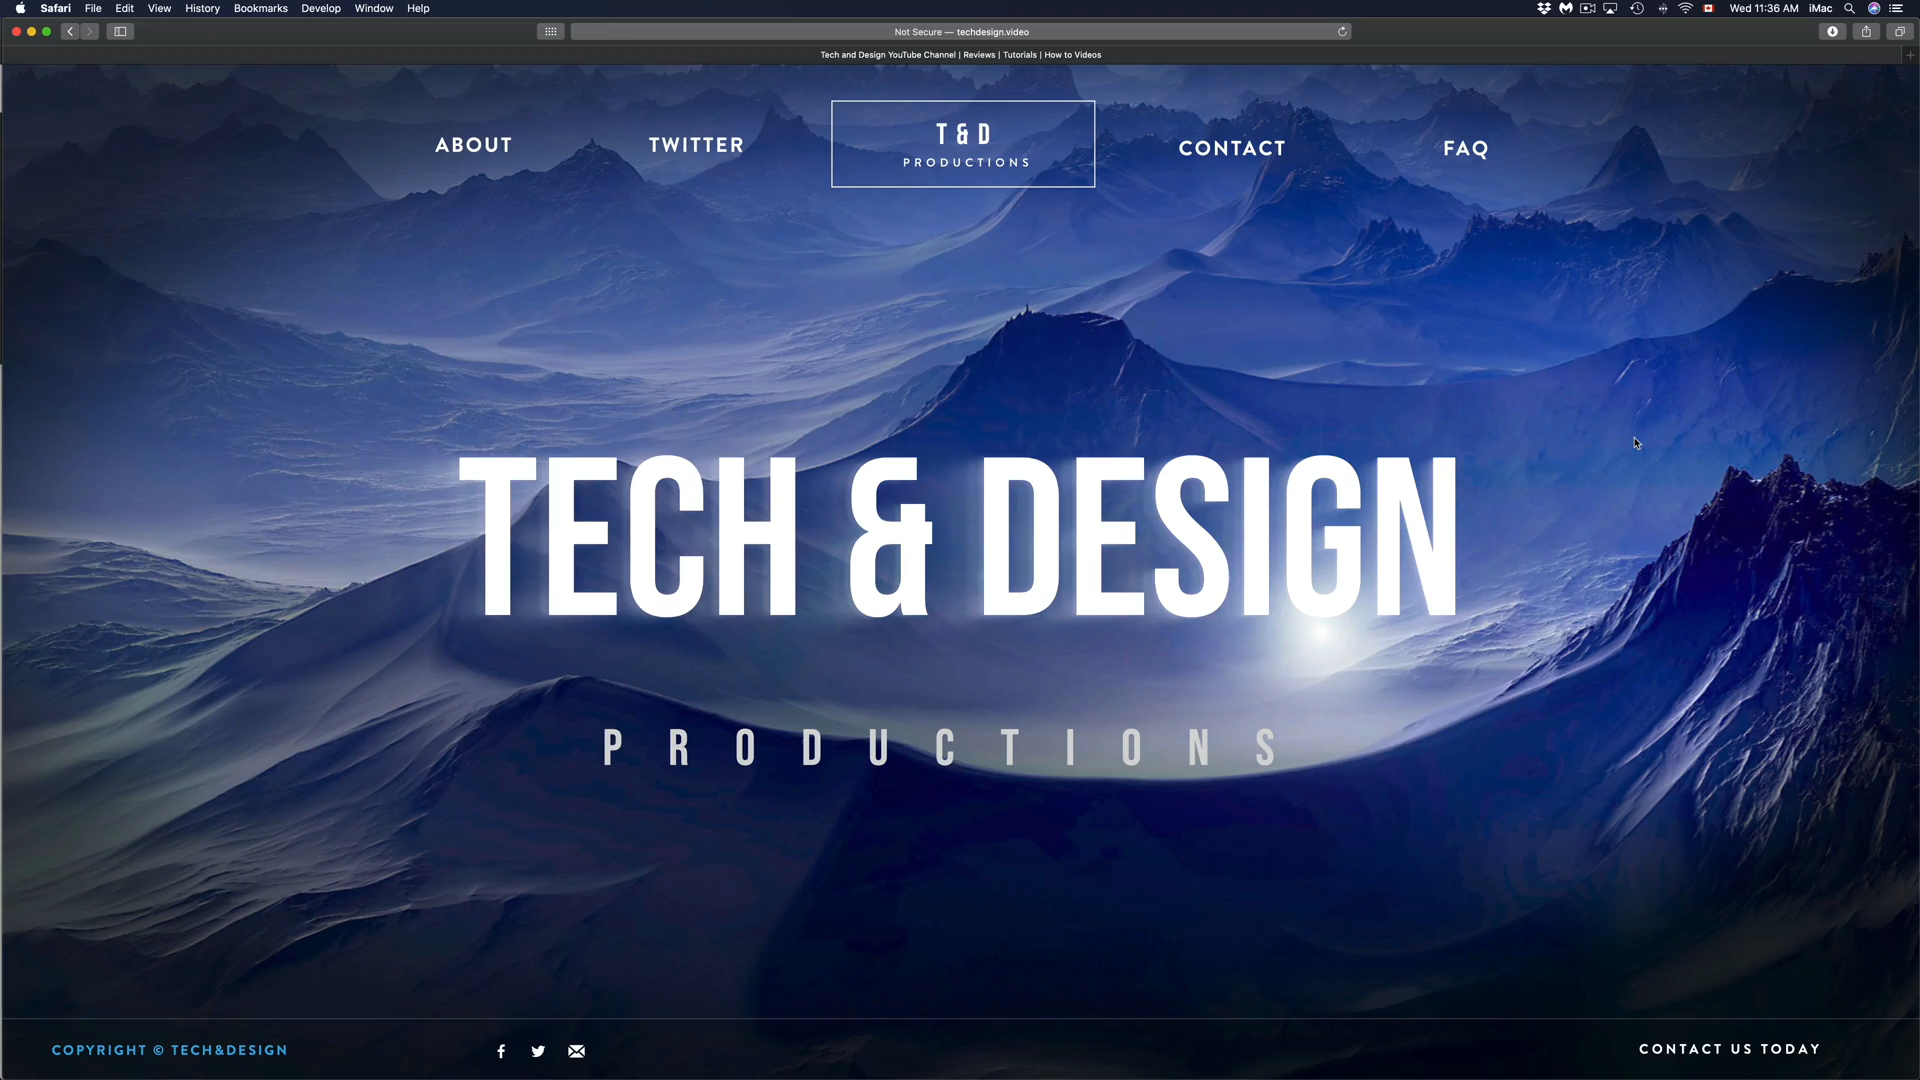 Safari File Edit View History Bookmarks Develop Window Help Wed 11:36 AM iMac
Not Secure — techdesign.video
Tech and Design YouTube Channel | Reviews | Tutorials | How to Videos
ABOUT TWITTER T & D CONTACT FAQ
PRODUCTIONS
TECH & DESIGN
PRODUCTIONS
COPYRIGHT © TECH&DESIGN CONTACT US TODAY